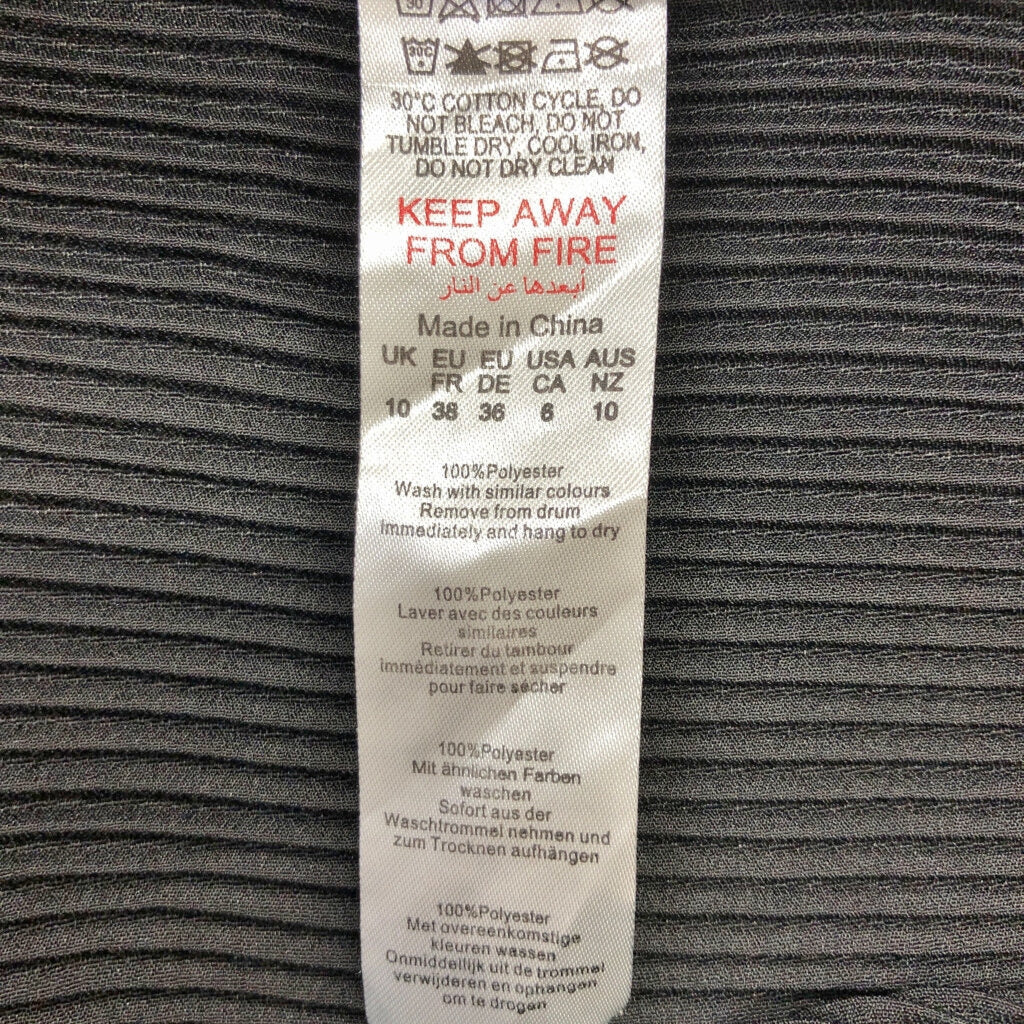 30
30C
30°C COTTON CYCLE, DO
NOT BLEACH, DO NOT
TUMBLE DRY, COOL IRON,
DO NOT DRY CLEAN
KEEP AWAY
FROM FIRE
أبعدها عن النار
Made in China
UK EU EU USA AUS
FR DE CA NZ
10 38 36 6 10
100%Polyester
Wash with similar colours
Remove from drum
Immediately and hang to dry
100%Polyester
Laver avec des couleurs
similaires
Retirer du tambour
immédiatement et suspendre
pour faire sécher
100%Polyester
Mit ähnlichen Farben
waschen
Sofort aus der
Waschtrommel nehmen und
zum Trocknen aufhängen
100%Polyester
Met overeenkomstige
kleuren wassen
Onmiddellijk uit de trommel
verwijderen en ophangen
om te drogen